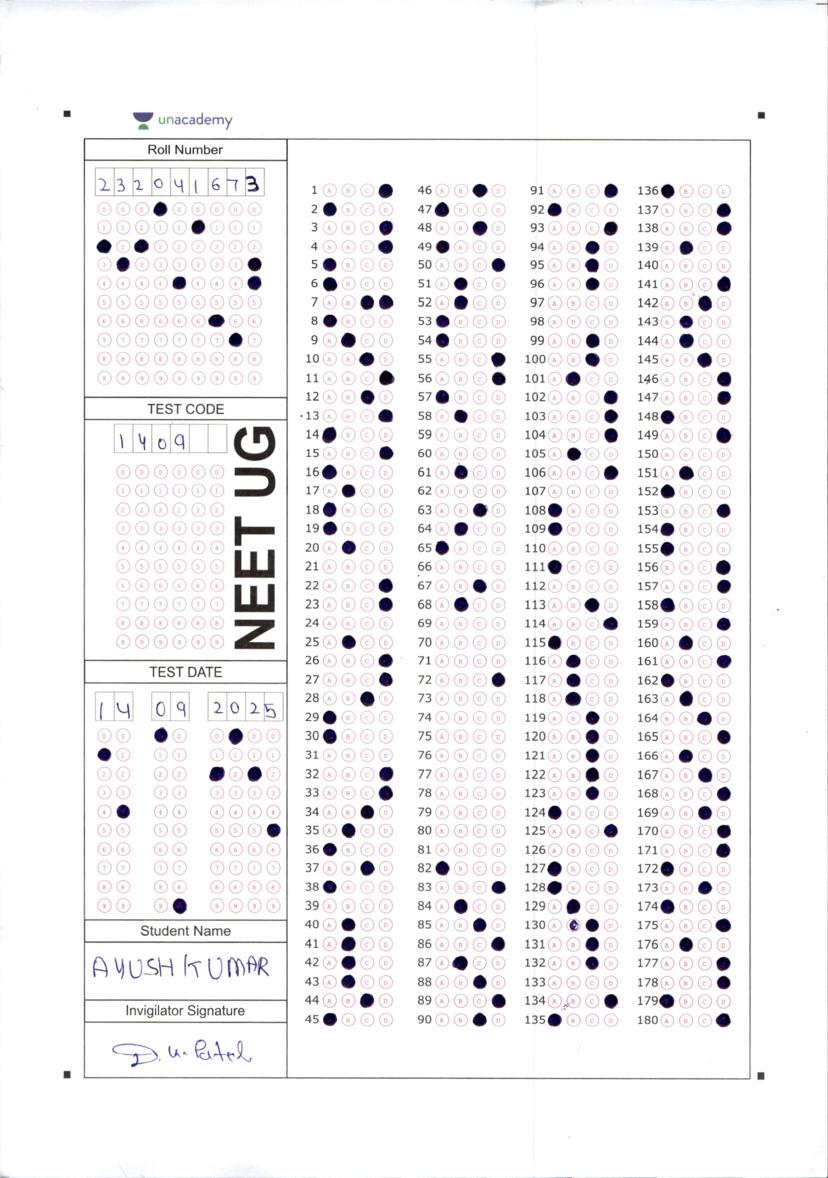 unacademy
Roll Number
2 3 2 0 4 1 6 7 3
TEST CODE
1 4 0 9
NEET UG
TEST DATE
1 4 0 9 2 0 2 5
Student Name
AYUSH KUMAR
Invigilator Signature
1 46 91 136
2 47 92 137
3 48 93 138
4 49 94 139
5 50 95 140
6 51 96 141
7 52 97 142
8 53 98 143
9 54 99 144
10 55 100 145
11 56 101 146
12 57 102 147
13 58 103 148
14 59 104 149
15 60 105 150
16 61 106 151
17 62 107 152
18 63 108 153
19 64 109 154
20 65 110 155
21 66 111 156
22 67 112 157
23 68 113 158
24 69 114 159
25 70 115 160
26 71 116 161
27 72 117 162
28 73 118 163
29 74 119 164
30 75 120 165
31 76 121 166
32 77 122 167
33 78 123 168
34 79 124 169
35 80 125 170
36 81 126 171
37 82 127 172
38 83 128 173
39 84 129 174
40 85 130 175
41 86 131 176
42 87 132 177
43 88 133 178
44 89 134 179
45 90 135 180